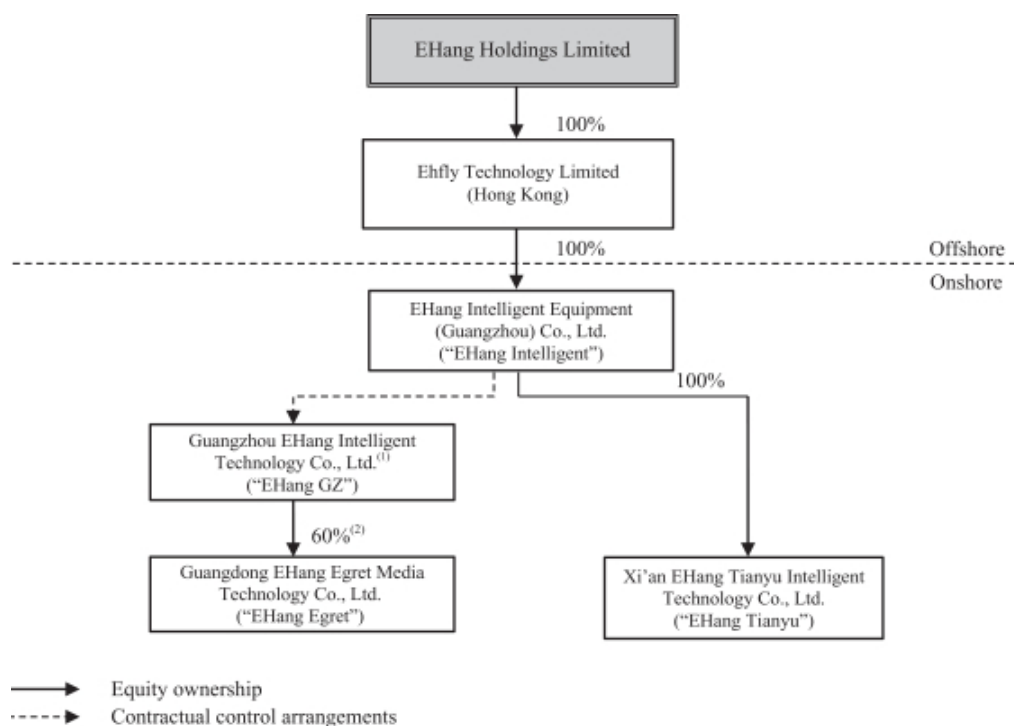 EHang Holdings Limited
100%
Ehfly Technology Limited
(Hong Kong)
100%
Offshore
Onshore
EHang Intelligent Equipment
(Guangzhou) Co., Ltd.
(“EHang Intelligent”)
100%
Guangzhou EHang Intelligent
Technology Co., Ltd.(1)
(“EHang GZ”)
60%(2)
Guangdong EHang Egret Media
Technology Co., Ltd.
(“EHang Egret”)
Xi’an EHang Tianyu Intelligent
Technology Co., Ltd.
(“EHang Tianyu”)
Equity ownership
Contractual control arrangements